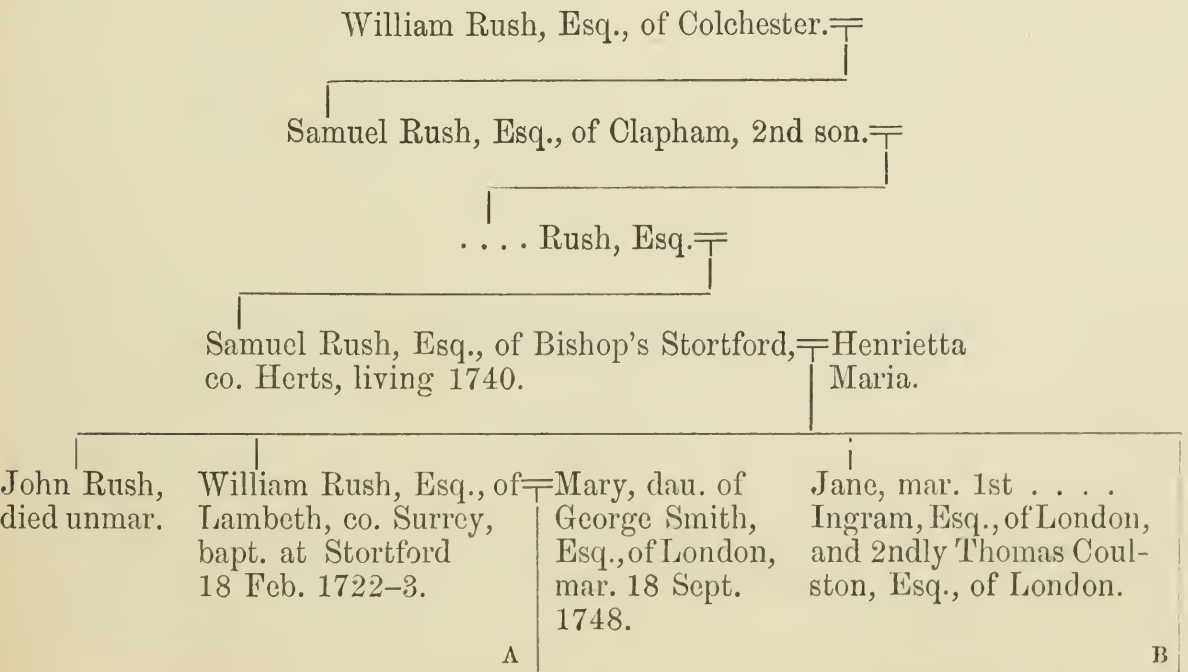 William Rush, Esq., of Colchester.
Samuel Rush, Esq., of Clapham, 2nd son.
. . . . Rush, Esq.
Samuel Rush, Esq., of Bishop's Stortford,
co. Herts, living 1740.
Henrietta
Maria.
John Rush,
died unmar.
William Rush, Esq., of
Lambeth, co. Surrey,
bapt. at Stortford
18 Feb. 1722–3.
Mary, dau. of
George Smith,
Esq., of London,
mar. 18 Sept.
1748.
Jane, mar. 1st . . . .
Ingram, Esq., of London,
and 2ndly Thomas Coul-
ston, Esq., of London.
A
B